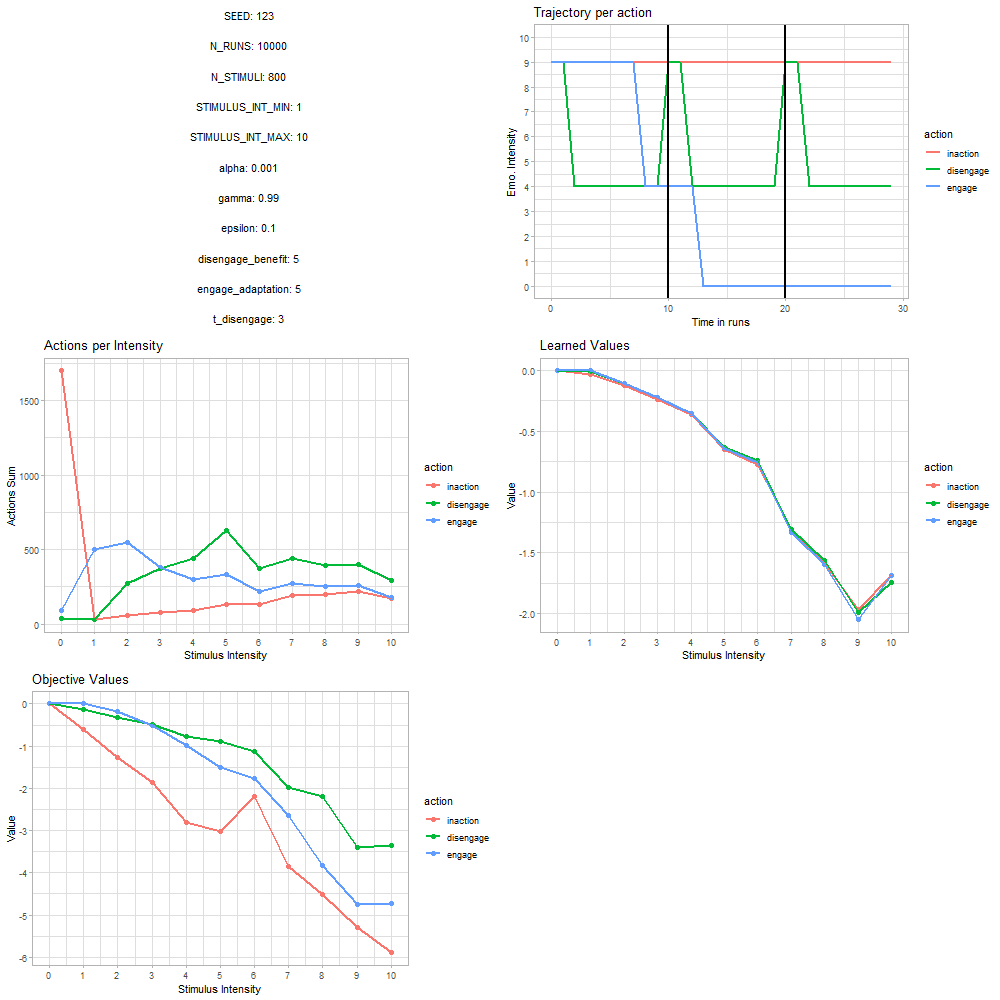 SEED: 123
N_RUNS: 10000
N_STIMULI: 800
STIMULUS_INT_MIN: 1
STIMULUS_INT_MAX: 10
alpha: 0.001
gamma: 0.99
epsilon: 0.1
disengage_benefit: 5
engage_adaptation: 5
t_disengage: 3
Trajectory per action
Emo. Intensity
10
9
8
7
6
5
4
3
2
1
0
0 10 20 30
Time in runs
action
inaction
disengage
engage
Actions per Intensity
Actions Sum
1500
1000
500
0
0 1 2 3 4 5 6 7 8 9 10
Stimulus Intensity
action
inaction
disengage
engage
Learned Values
Value
0.0
-0.5
-1.0
-1.5
-2.0
0 1 2 3 4 5 6 7 8 9 10
Stimulus Intensity
action
inaction
disengage
engage
Objective Values
Value
0
-1
-2
-3
-4
-5
-6
0 1 2 3 4 5 6 7 8 9 10
Stimulus Intensity
action
inaction
disengage
engage